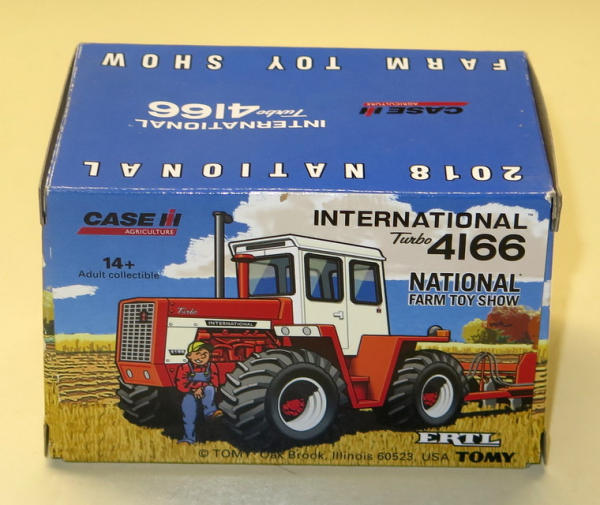 2018 NATIONAL
CASE IH
AGRICULTURE
INTERNATIONAL
Turbo 4166
FARM TOY SHOW
CASE IH
AGRICULTURE
14+
Adult collectible
INTERNATIONAL™
Turbo 4166
NATIONAL
FARM TOY SHOW
Turbo
INTERNATIONAL
ERTL
© TOMY Oak Brook, Illinois 60523, USA TOMY